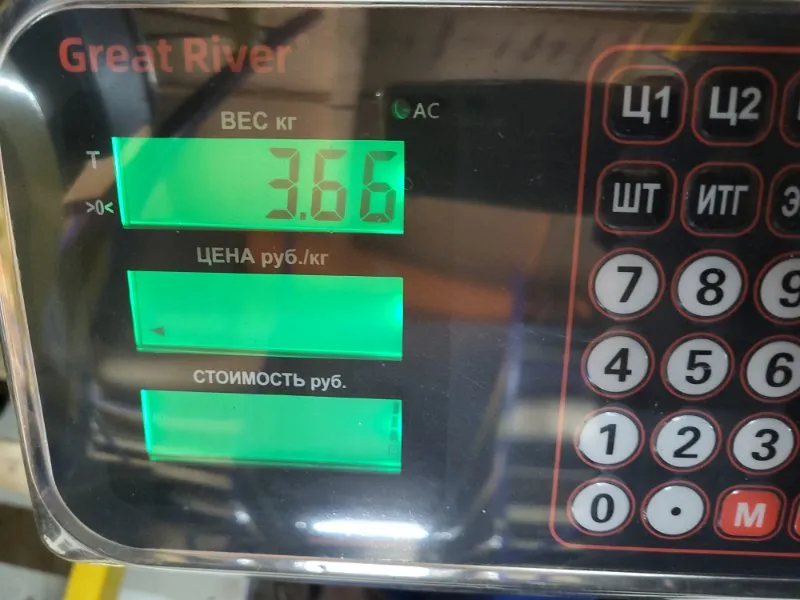 Great River
AC
ВЕС кг
T
>0<
3.66
ЦЕНА руб./кг
СТОИМОСТЬ руб.
Ц1 Ц2
ШТ ИТГ Э
7 8 9
4 5 6
1 2 3
0 . M